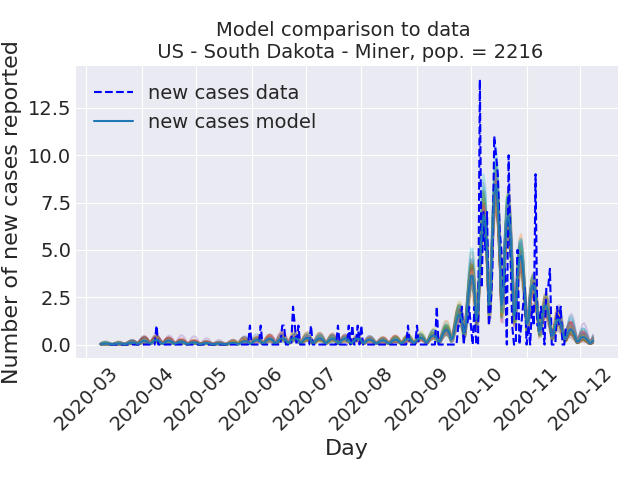 Model comparison to data
US - South Dakota - Miner, pop. = 2216
Number of new cases reported
12.5
10.0
7.5
5.0
2.5
0.0
new cases data
new cases model
2020-03
2020-04
2020-05
2020-06
2020-07
2020-08
2020-09
2020-10
2020-11
2020-12
Day